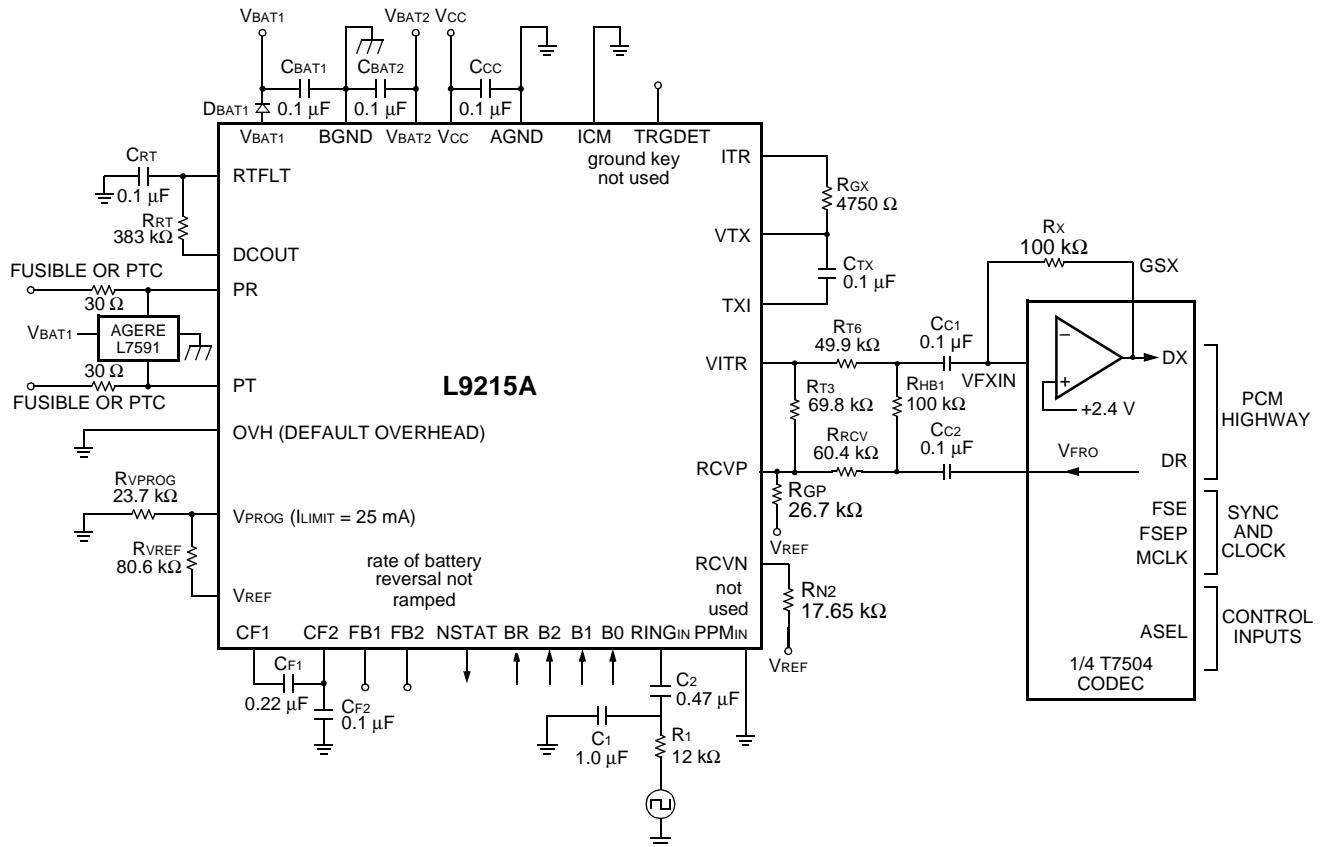 VBAT1
VBAT2
VCC
CBAT1
0.1 µF
CBAT2
0.1 µF
CCC
0.1 µF
DBAT1
VBAT1
BGND
VBAT2
VCC
AGND
ICM
TRGDET
ground key
not used
CRT
0.1 µF
RTFLT
RRT
383 kΩ
DCOUT
FUSIBLE OR PTC
30 Ω
PR
VBAT1
AGERE
L7591
30 Ω
PT
FUSIBLE OR PTC
OVH (DEFAULT OVERHEAD)
RVPROG
23.7 kΩ
VPROG (ILIMIT = 25 mA)
RVREF
80.6 kΩ
VREF
L9215A
rate of battery
reversal not
ramped
ITR
RGX
4750 Ω
VTX
CTX
0.1 µF
TXI
VITR
RT6
49.9 kΩ
CC1
0.1 µF
RX
100 kΩ
GSX
VFXIN
RT3
69.8 kΩ
RHB1
100 kΩ
RCVP
RRCV
60.4 kΩ
CC2
0.1 µF
RGP
26.7 kΩ
VREF
RCVN
not
used
RN2
17.65 kΩ
VREF
−
+
+2.4 V
DX
VFRO
DR
PCM
HIGHWAY
FSE
FSEP
MCLK
SYNC
AND
CLOCK
ASEL
CONTROL
INPUTS
1/4 T7504
CODEC
CF1
CF2
FB1
FB2
NSTAT
BR
B2
B1
B0
RINGIN
PPMIN
CF1
0.22 µF
CF2
0.1 µF
C2
0.47 µF
C1
1.0 µF
R1
12 kΩ